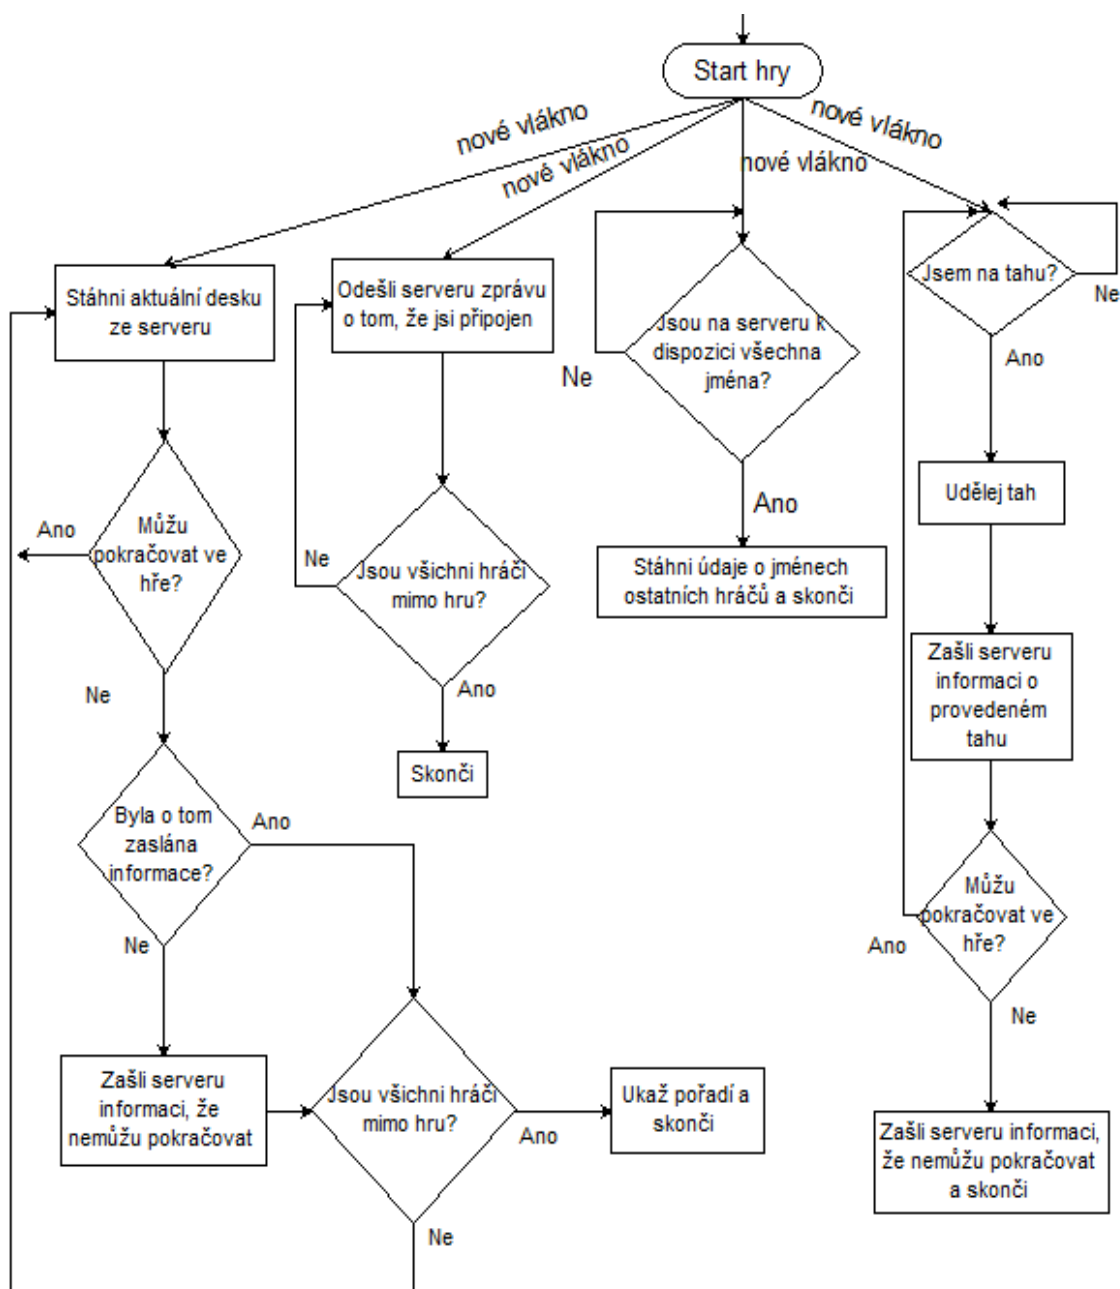 Start hry
nové vlákno
nové vlákno
nové vlákno
nové vlákno
Stáhni aktuální desku
ze serveru
Odešli serveru zprávu
o tom, že jsi připojen
Jsou na serveru k
dispozici všechna
jména?
Ne
Ano
Stáhni údaje o jménech
ostatních hráčů a skonči
Jsem na tahu?
Ne
Ano
Udělej tah
Zašli serveru
informaci o
provedeném
tahu
Můžu
pokračovat ve
hře?
Ano
Ne
Zašli serveru informaci,
že nemůžu pokračovat
a skonči
Ano
Můžu
pokračovat ve
hře?
Ne
Ne
Jsou všichni hráči
mimo hru?
Ano
Skonči
Byla o tom
zaslána
informace?
Ano
Ne
Zašli serveru
informaci, že
nemůžu pokračovat
Jsou všichni hráči
mimo hru?
Ano
Ukaž pořadí a
skonči
Ne